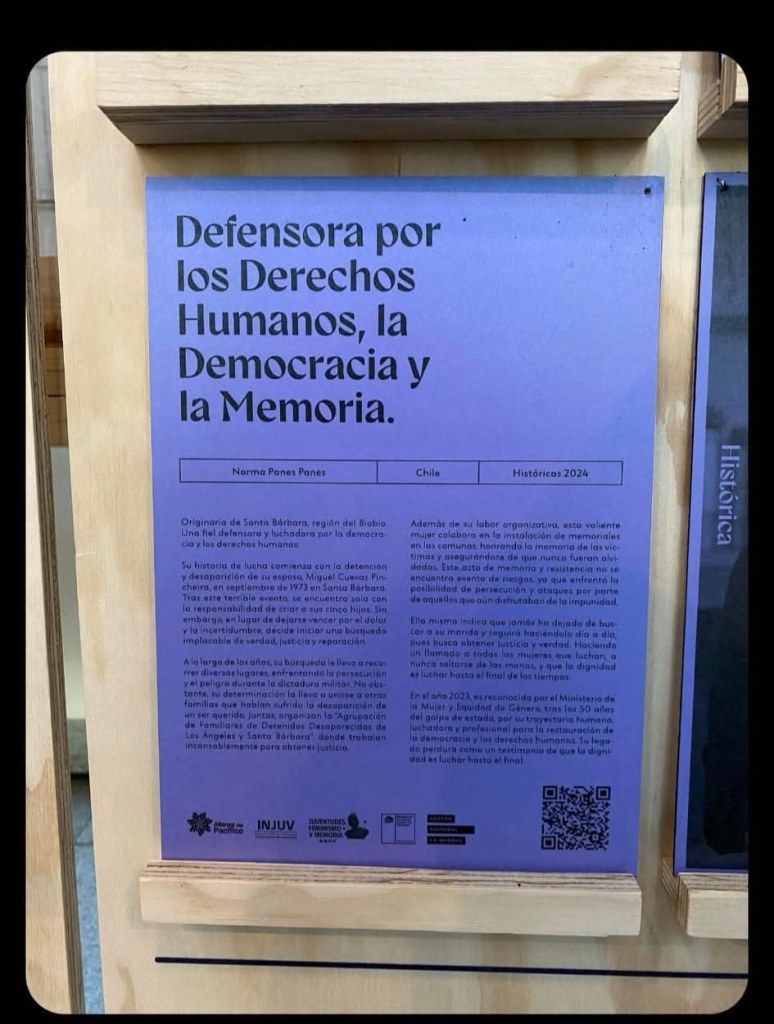 Defensora por
los Derechos
Humanos, la
Democracia y
la Memoria.
Norma Panes Panes
Chile
Históricas 2024
Originaria de Santa Bárbara, región del Biobío.
Una fiel defensora y luchadora por la democra-
cia y los derechos humanos.
Su historia de lucha comienza con la detención
y desaparición de su esposo, Miguel Cuevas Pin-
cheira, en septiembre de 1973 en Santa Bárbara.
Tras este terrible evento, se encuentra sola con
la responsabilidad de criar a sus cinco hijos. Sin
embargo, en lugar de dejarse vencer por el dolor
y la incertidumbre, decide iniciar una búsqueda
implacable de verdad, justicia y reparación.
A lo largo de los años, su búsqueda le lleva a reco-
rrer diversos lugares, enfrentando la persecución
y el peligro durante la dictadura militar. No obs-
tante, su determinación la lleva a unirse a otras
familias que habían sufrido la desaparición de
un ser querido, juntas, organizan la "Agrupación
de Familiares de Detenidos Desaparecidos de
Los Ángeles y Santa Bárbara", donde trabajan
incansablemente para obtener justicia.
Además de su labor organizativa, esta valiente
mujer colabora en la instalación de memoriales
en las comunas, honrando la memoria de las víc-
timas y asegurándose de que nunca fueran olvi-
dadas. Este acto de memoria y resistencia no se
encuentra exento de riesgos, ya que enfrentó la
posibilidad de persecución y ataques por parte
de aquellos que aún disfrutaban de la impunidad.
Ella misma indica que jamás ha dejado de bus-
car a su marido y seguirá haciéndolo día a día,
pues busca obtener justicia y verdad. Haciendo
un llamado a todas las mujeres que luchan, a
nunca soltarse de las manos, y que la dignidad
es luchar hasta el final de los tiempos.
En el año 2023, es reconocida por el Ministerio de
la Mujer y Equidad de Género, tras los 50 años
del golpe de estado, por su trayectoria humana,
luchadora y profesional para la restauración de
la democracia y los derechos humanos. Su lega-
do perdura como un testimonio de que la digni-
dad es luchar hasta el final.
Alianza del
Pacífico
INJUV
JUVENTUDES,
FEMINISMO
Y MEMORIA
CENTRO
CULTURAL
LA MONEDA
Histórica